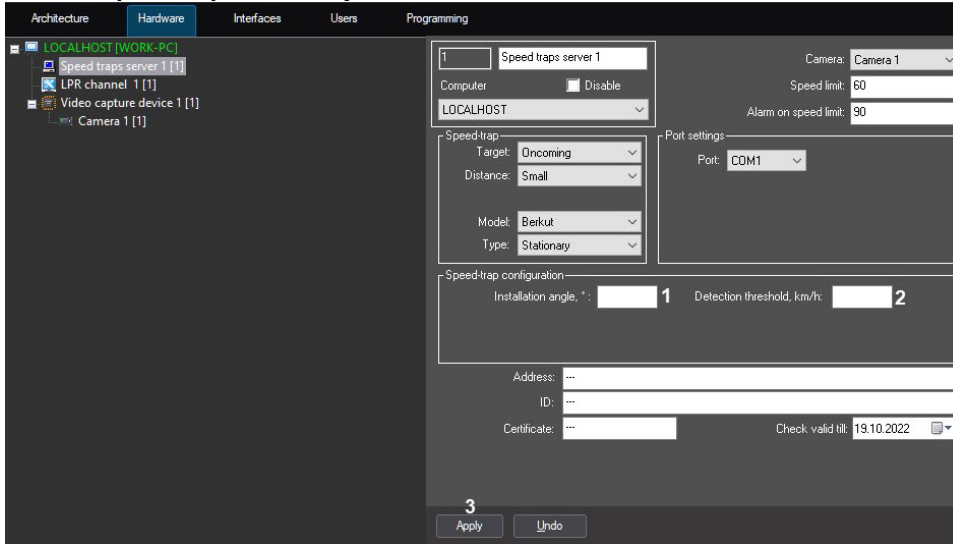 Architecture Hardware Interfaces Users Programming
LOCALHOST [WORK-PC]
Speed traps server 1 [1]
LPR channel 1 [1]
Video capture device 1 [1]
Camera 1 [1]
1 Speed traps server 1
Computer Disable
LOCALHOST
Camera: Camera 1
Speed limit: 60
Alarm on speed limit: 90
Speed-trap
Target: Oncoming
Distance: Small
Model: Berkut
Type: Stationary
Port settings
Port: COM1
Speed-trap configuration
Installation angle, °: 1 Detection threshold, km/h: 2
Address: ---
ID: ---
Certificate: --- Check valid till: 19.10.2022
3
Apply Undo